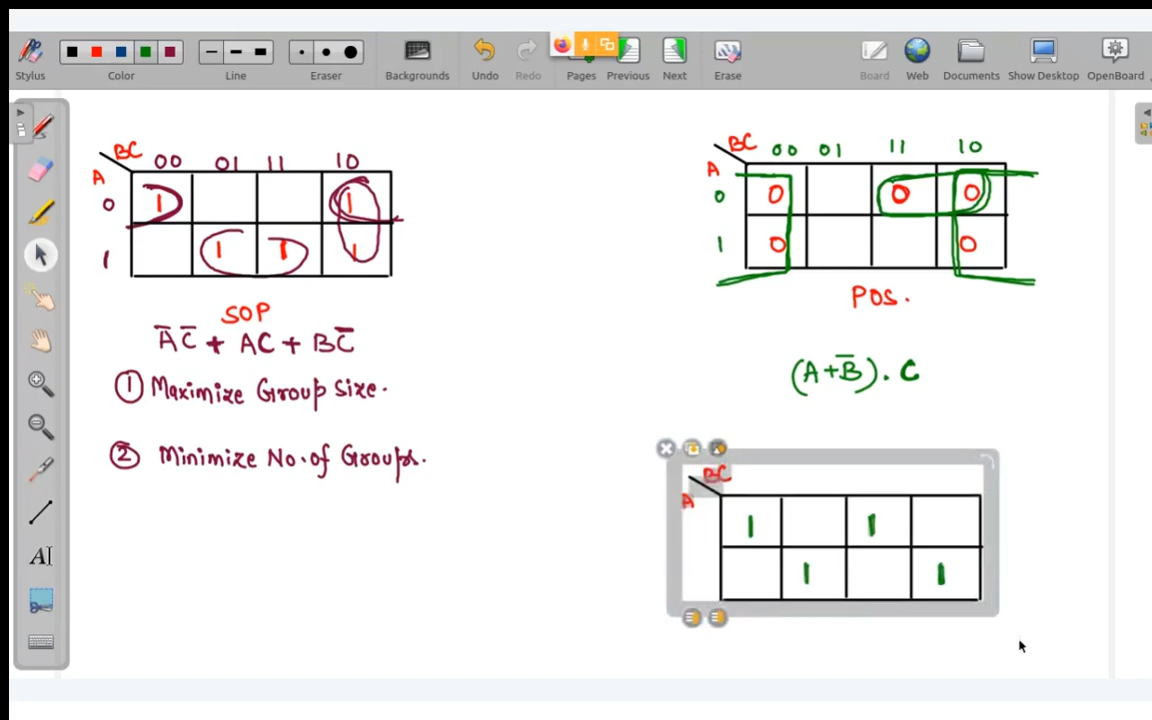 Stylus Color Line Eraser Backgrounds Undo Redo Pages Previous Next Erase Board Web Documents Show Desktop OpenBoard
BC 00 01 11 10
A
0 1 1
1 1 1 1
SOP
A̅C̅ + AC + BC̅
① Maximize Group Size.
② Minimize No. of Groups.
BC 00 01 11 10
A
0 0 0 0
1 0 0
POS.
(A+B̅) . C
BC
A
1 1
1 1
AI